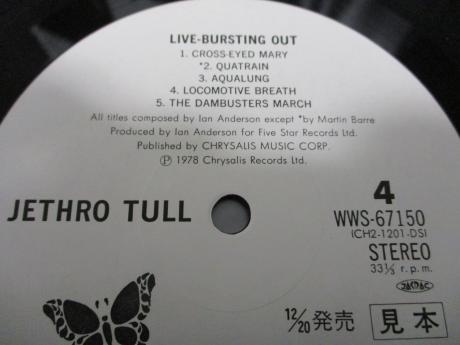 LIVE-BURSTING OUT
1. CROSS-EYED MARY
*2. QUATRAIN
3. AQUALUNG
4. LOCOMOTIVE BREATH
5. THE DAMBUSTERS MARCH
All titles composed by Ian Anderson except *by Martin Barre
Produced by Ian Anderson for Five Star Records Ltd.
Published by CHRYSALIS MUSIC CORP.
Ⓟ 1978 Chrysalis Records Ltd.
JETHRO TULL
4
WWS-67150
(CH2-1201-DS)
STEREO
33⅓ r.p.m.
JASRAC
12/20 発売
見本